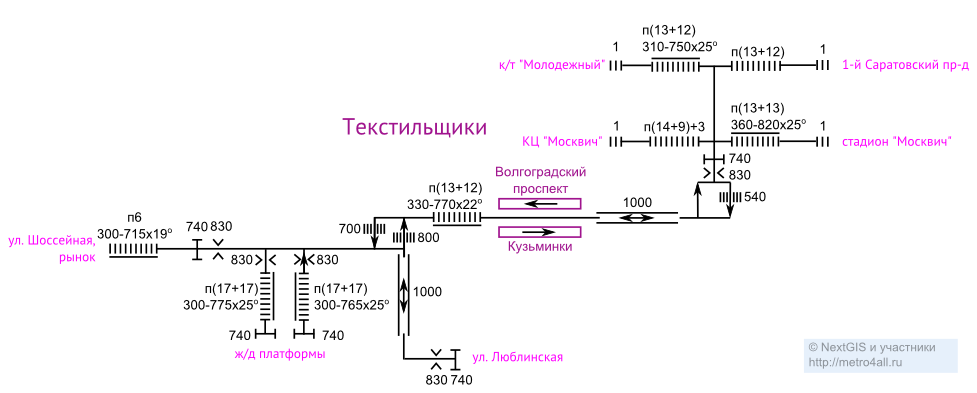 п(13+12)
1 310-750x25° п(13+12) 1
к/т "Молодежный" 1-й Саратовский пр-д
п(13+13)
Текстильщики 1 п(14+9)+3 360-820x25° 1
КЦ "Москвич" стадион "Москвич"
740
Волгоградский 830
проспект
п(13+12)
330-770x22° 1000 540
п6
300-715x19° 740 830 700 800
ул. Шоссейная,
рынок
Кузьминки
830 830
п(17+17) п(17+17) 1000
300-775x25° 300-765x25°
740 740
ж/д платформы ул. Люблинская
830 740
© NextGIS и участники
http://metro4all.ru